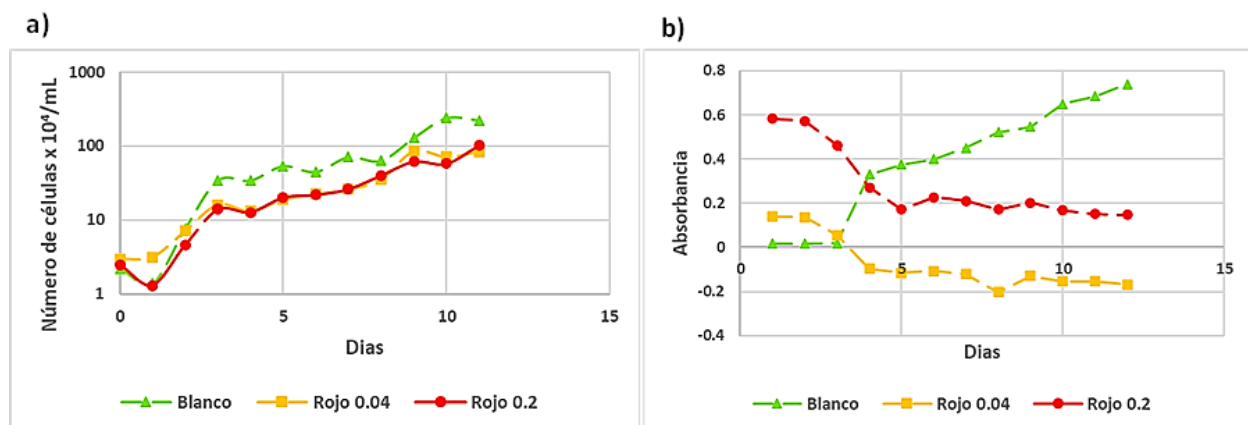 a)
Número de células x 10⁴/mL
1000
100
10
1
0
5
10
15
Dias
Blanco
Rojo 0.04
Rojo 0.2
b)
Absorbancia
0.8
0.6
0.4
0.2
0
-0.2
-0.4
0
5
10
15
Dias
Blanco
Rojo 0.04
Rojo 0.2